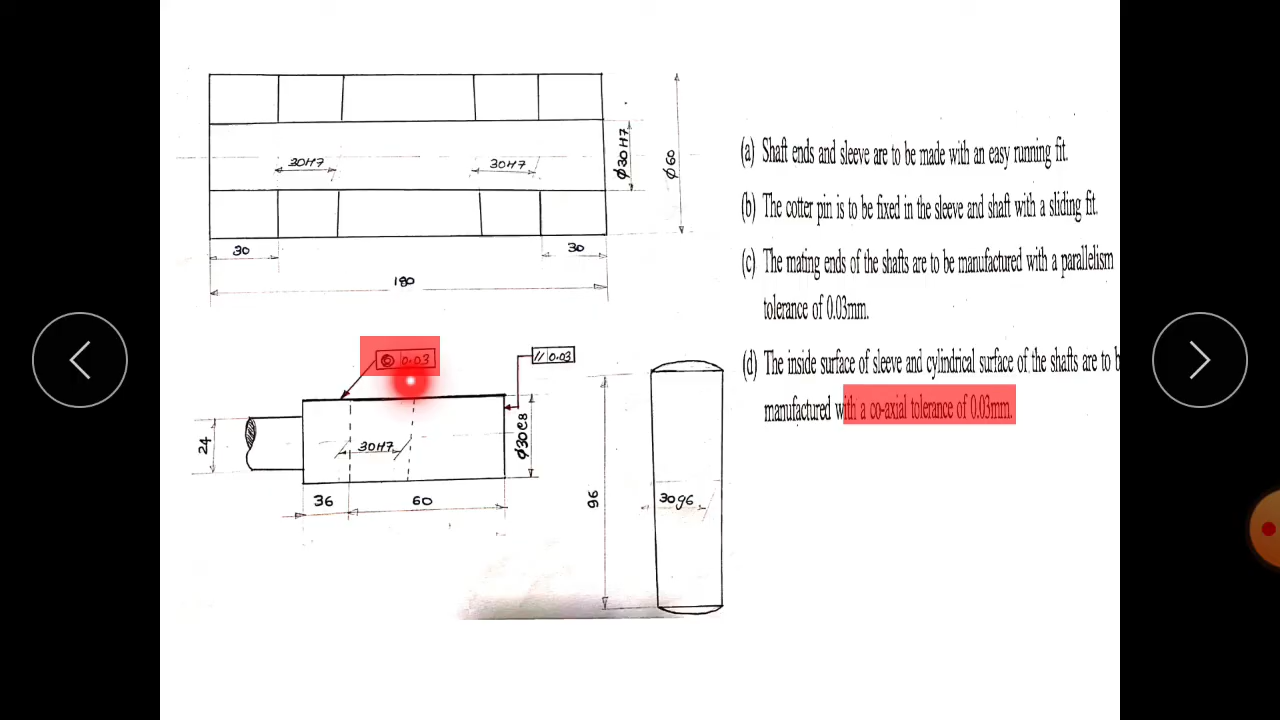 30H7
30H7
ϕ30H7
ϕ60
30
30
180
(a) Shaft ends and sleeve are to be made with an easy running fit.
(b) The cotter pin is to be fixed in the sleeve and shaft with a sliding fit.
(c) The mating ends of the shafts are to be manufactured with a parallelism
tolerance of 0.03mm.
(d) The inside surface of sleeve and cylindrical surface of the shafts are to b
manufactured with a co-axial tolerance of 0.03mm.
◎ 0.03
// 0.03
24
30H7
ϕ30e8
36
60
96
30g6